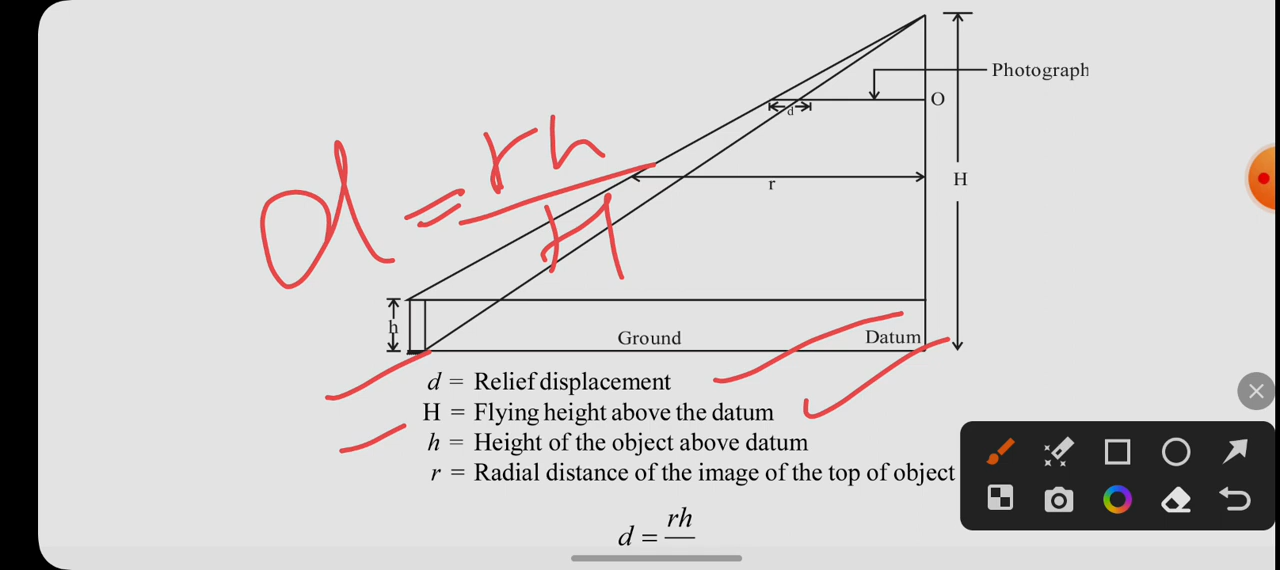 Photograph
O
d
d = rh
H
r
H
h
Ground
Datum
d = Relief displacement
H = Flying height above the datum
h = Height of the object above datum
r = Radial distance of the image of the top of object
d = rh